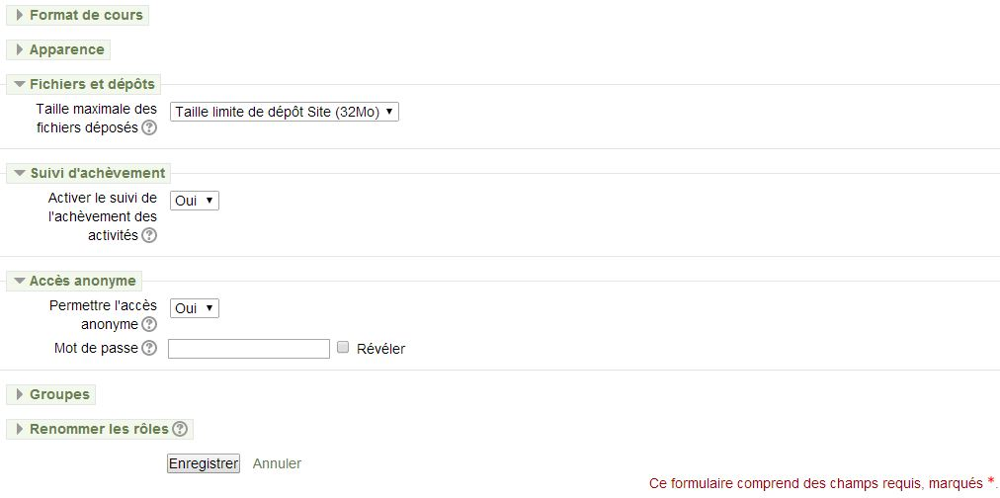 Format de cours
Apparence
Fichiers et dépôts
Taille maximale des
fichiers déposés ?
Taille limite de dépôt Site (32Mo)
Suivi d'achèvement
Activer le suivi de
l'achèvement des
activités ?
Oui
Accès anonyme
Permettre l'accès
anonyme ?
Oui
Mot de passe ?
Révéler
Groupes
Renommer les rôles ?
Enregistrer Annuler
Ce formulaire comprend des champs requis, marqués *.